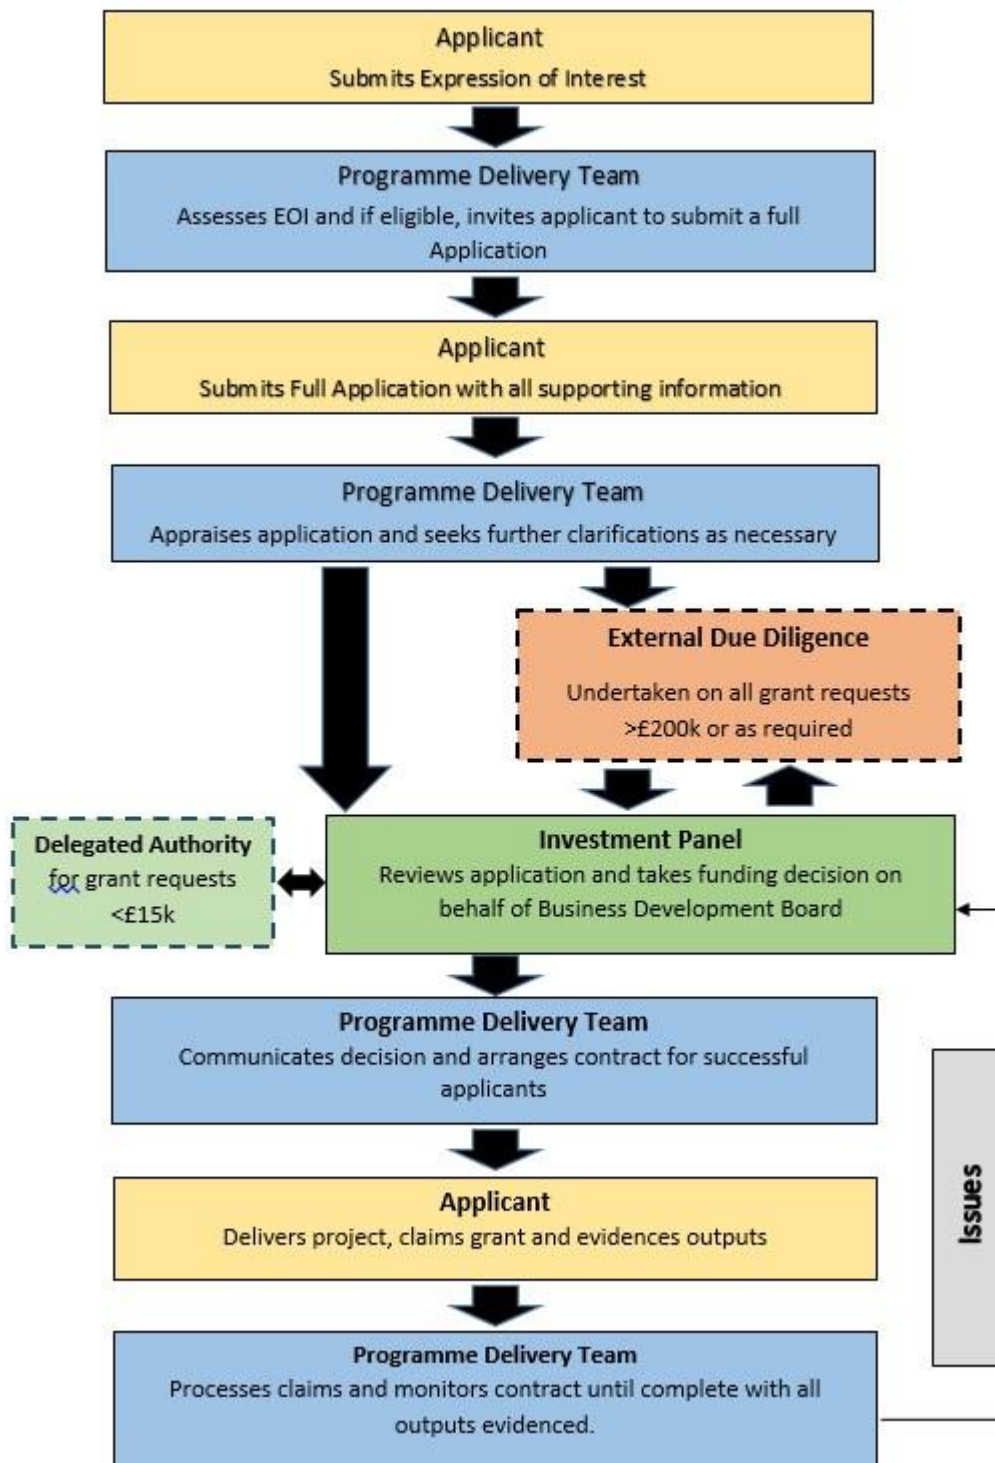 Applicant
Submits Expression of Interest
Programme Delivery Team
Assesses EOI and if eligible, invites applicant to submit a full
Application
Applicant
Submits Full Application with all supporting information
Programme Delivery Team
Appraises application and seeks further clarifications as necessary
External Due Diligence
Undertaken on all grant requests
>£200k or as required
Delegated Authority
for grant requests
<£15k
Investment Panel
Reviews application and takes funding decision on
behalf of Business Development Board
Programme Delivery Team
Communicates decision and arranges contract for successful
applicants
Issues
Applicant
Delivers project, claims grant and evidences outputs
Programme Delivery Team
Processes claims and monitors contract until complete with all
outputs evidenced.